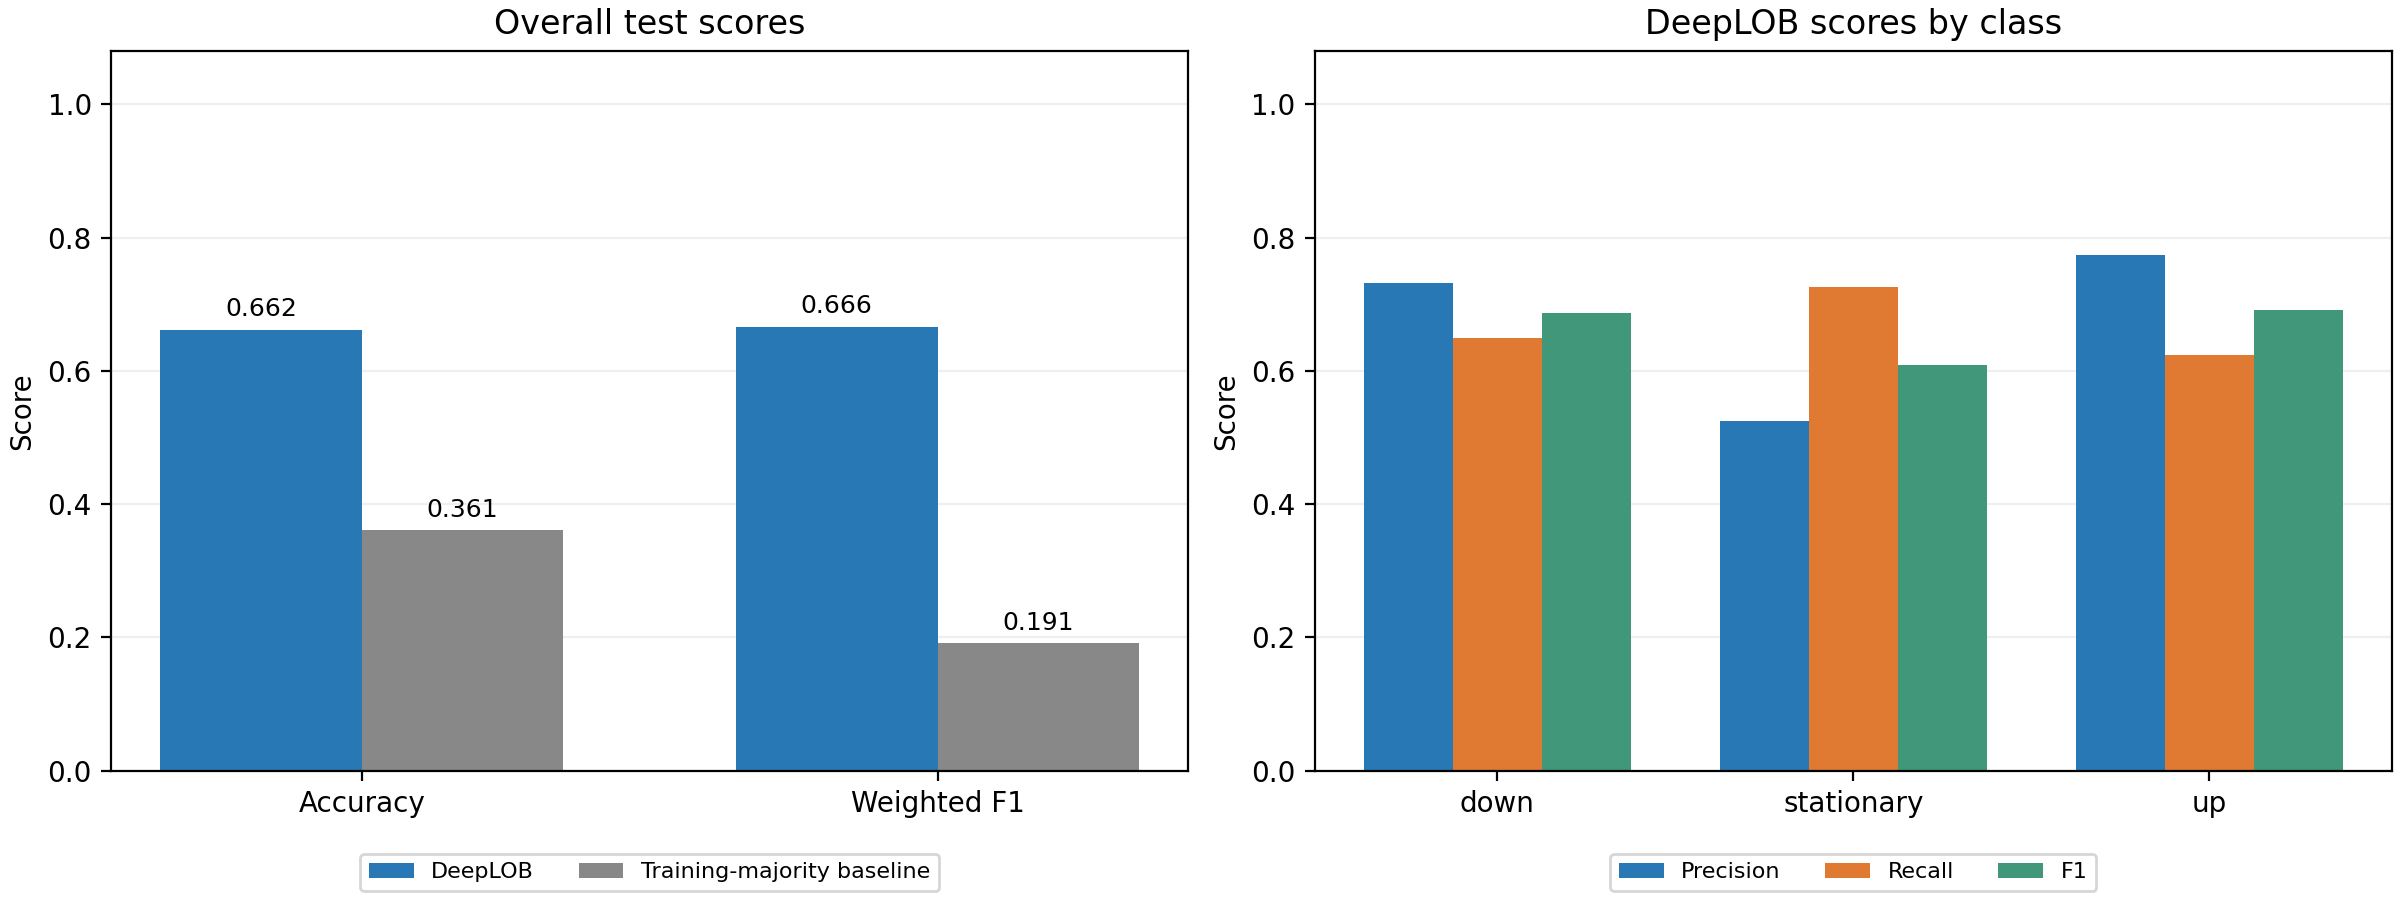 Overall test scores
1.0
0.8
0.6
0.4
0.2
0.0
Score
0.662
0.361
0.666
0.191
Accuracy
Weighted F1
DeepLOB
Training-majority baseline
DeepLOB scores by class
1.0
0.8
0.6
0.4
0.2
0.0
Score
down
stationary
up
Precision
Recall
F1